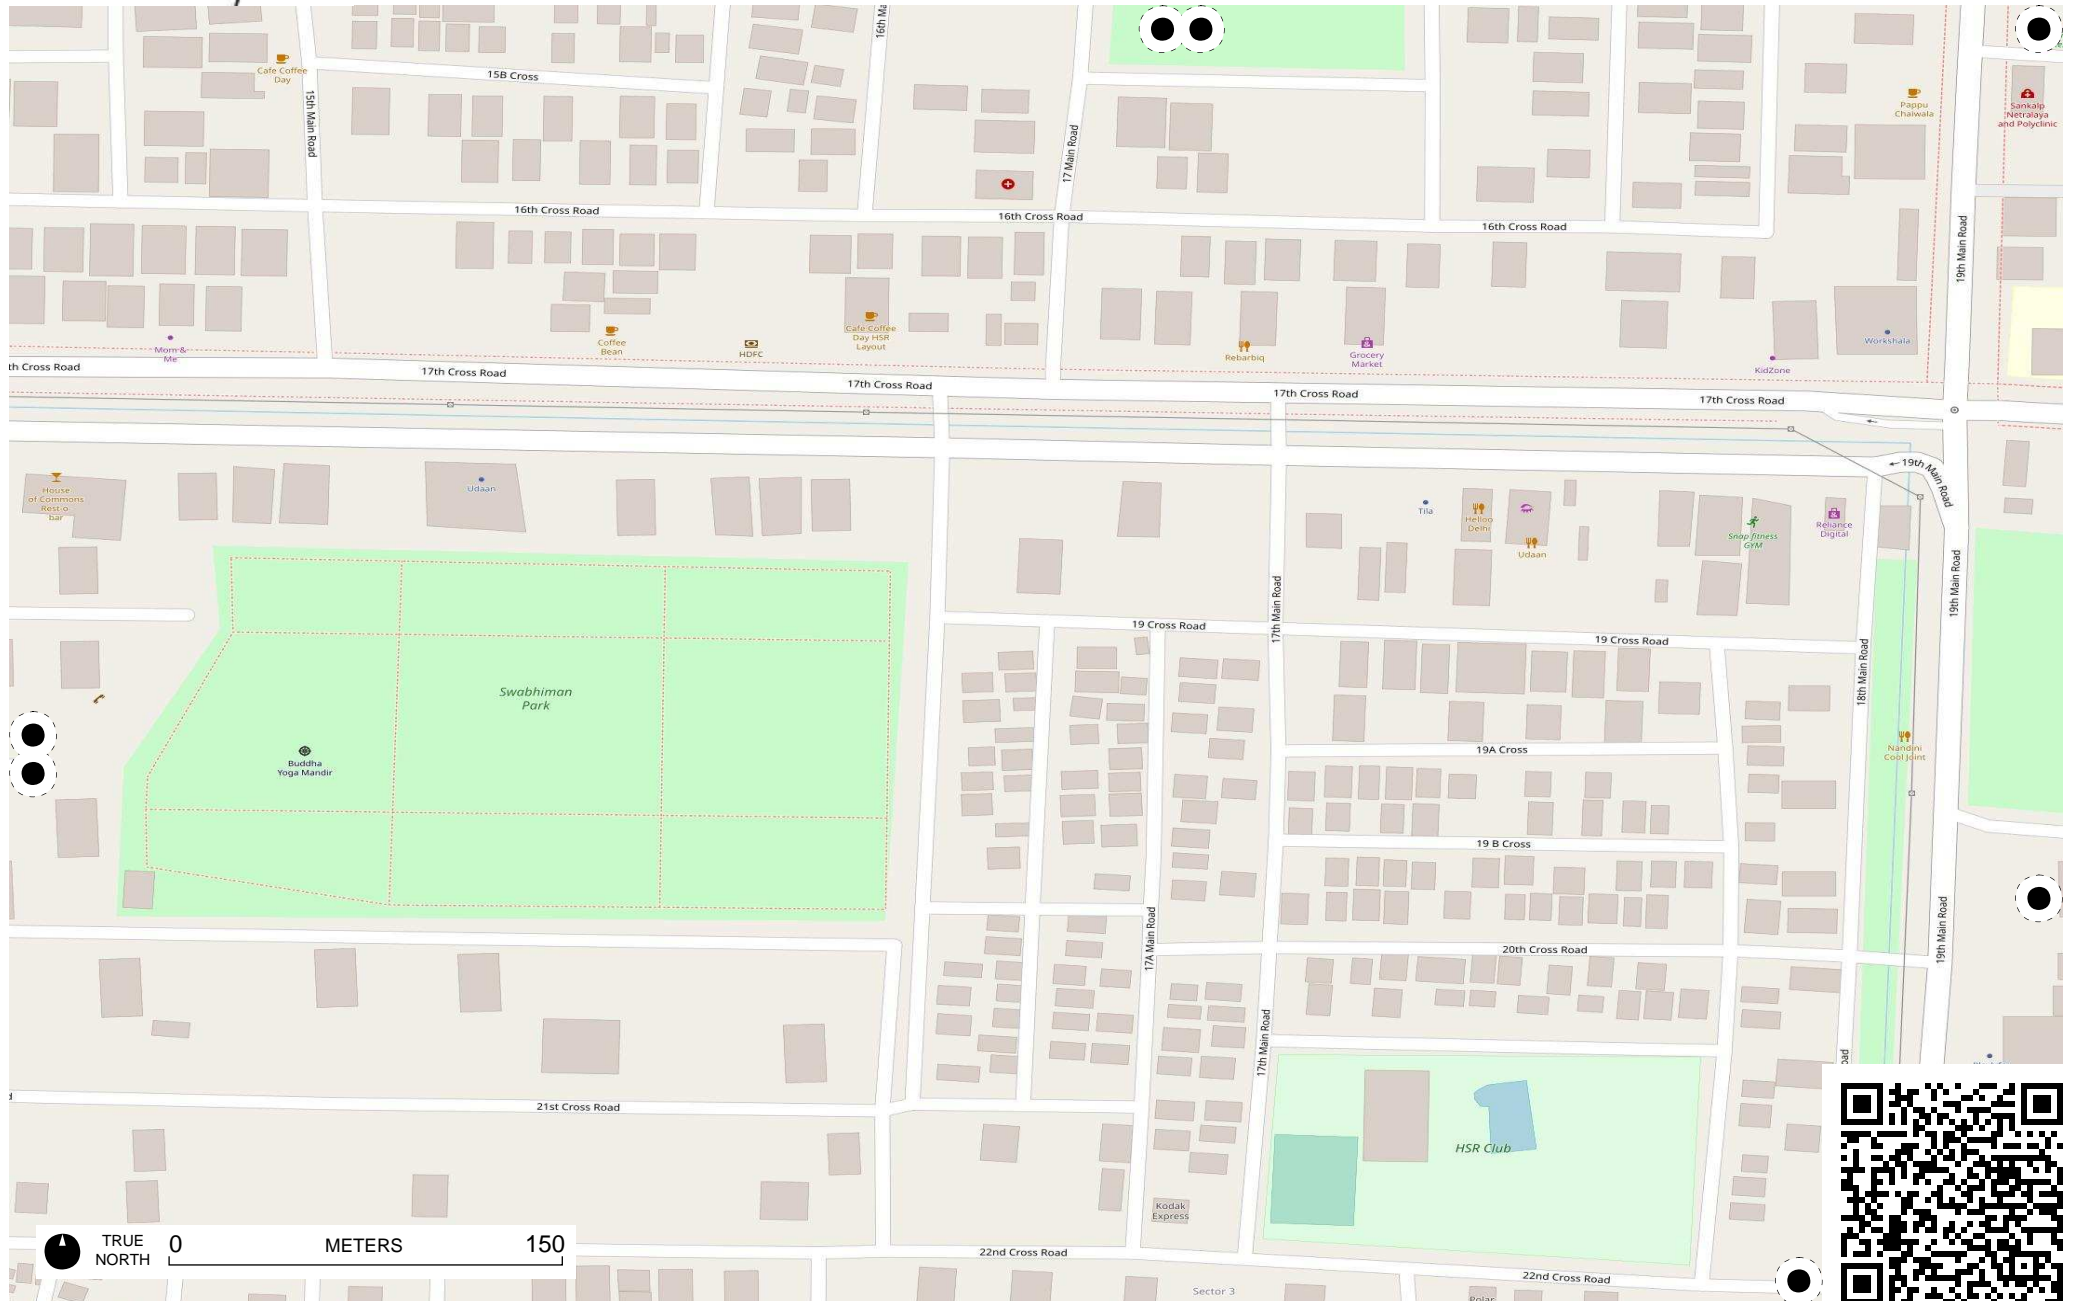 16th Ma
Cafe Coffee
Day
15B Cross
15th Main Road
17 Main Road
Pappu
Chaiwala
Sankalp
Netralaya
and Polyclinic
16th Cross Road
16th Cross Road
16th Cross Road
19th Main Road
Mom &
Me
Coffee
Bean
HDFC
Cafe Coffee
Day HSR
Layout
Rebarbiq
Grocery
Market
KidZone
Workshala
th Cross Road
17th Cross Road
17th Cross Road
17th Cross Road
17th Cross Road
19th Main Road
House
of Commons
Rest o
bar
Udaan
Tila
Helloo
Delhi
Udaan
Snap fitness
GYM
Reliance
Digital
17th Main Road
19th Main Road
19 Cross Road
19 Cross Road
18th Main Road
Swabhiman
Park
Buddha
Yoga Mandir
19A Cross
Nandini
Cool Joint
19 B Cross
17A Main Road
20th Cross Road
19th Main Road
17th Main Road
oad
21st Cross Road
HSR Club
Kodak
Express
TRUE
NORTH
0
METERS
150
22nd Cross Road
22nd Cross Road
Sector 3
Polar